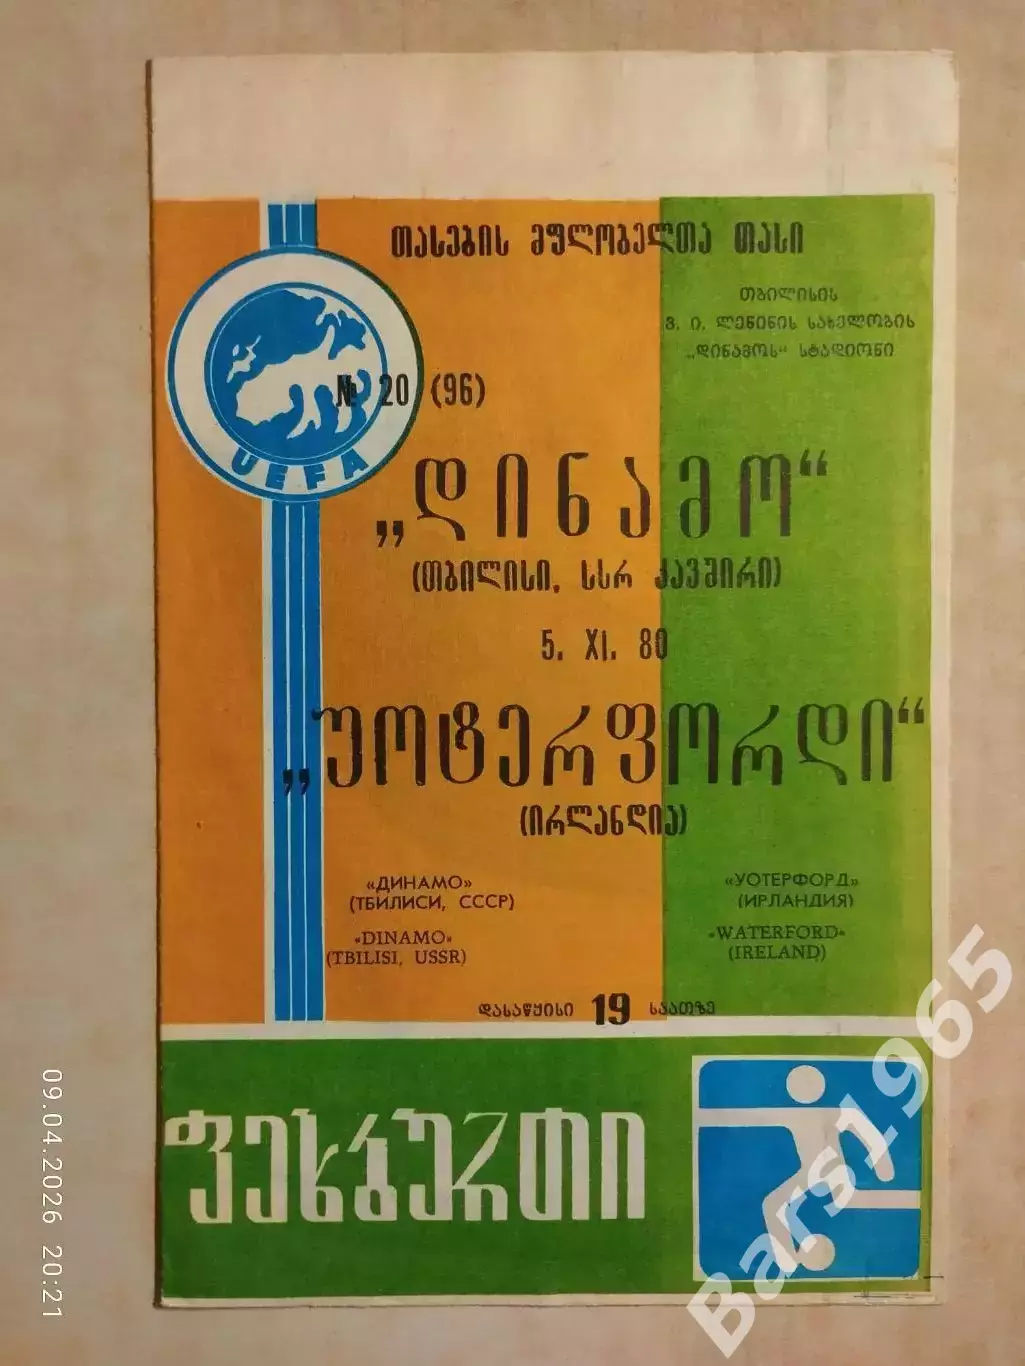 თასების მფლობელთა თასი
თბილისის
ვ. ი. ლენინის სახელობის
„დინამოს“ სტადიონი
UEFA
№ 20 (96)
„დინამო“
(თბილისი, სსრ კავშირი)
5. XI. 80
„უოტერფორდი“
(ირლანდია)
«ДИНАМО»
(ТБИЛИСИ, СССР)
«DINAMO»
(TBILISI, USSR)
«УОТЕРФОРД»
(ИРЛАНДИЯ)
«WATERFORD»
(IRELAND)
დასაწყისი 19 საათზე
ფეხბურთი
09.04.2026 20:21
Bars1965